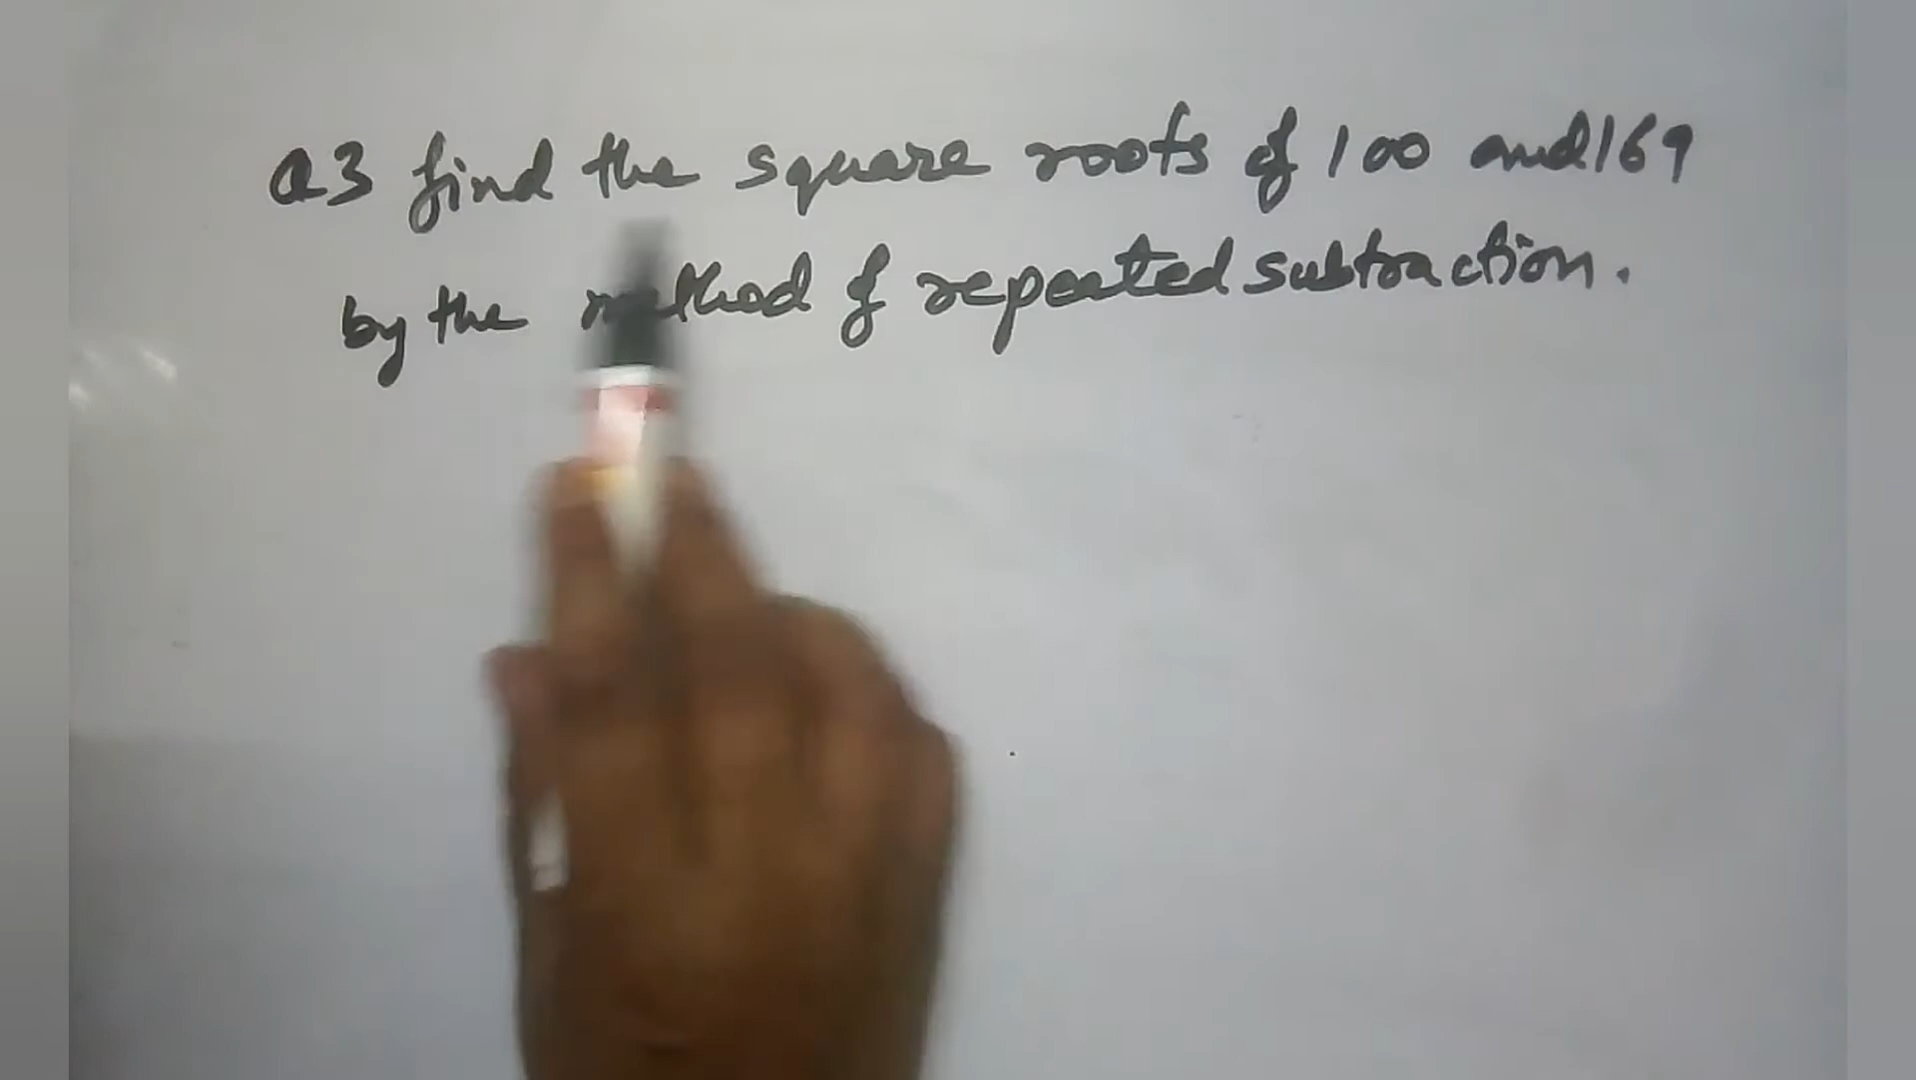 Q3 find the square roots of 100 and 169
by the method of repeated subtraction.